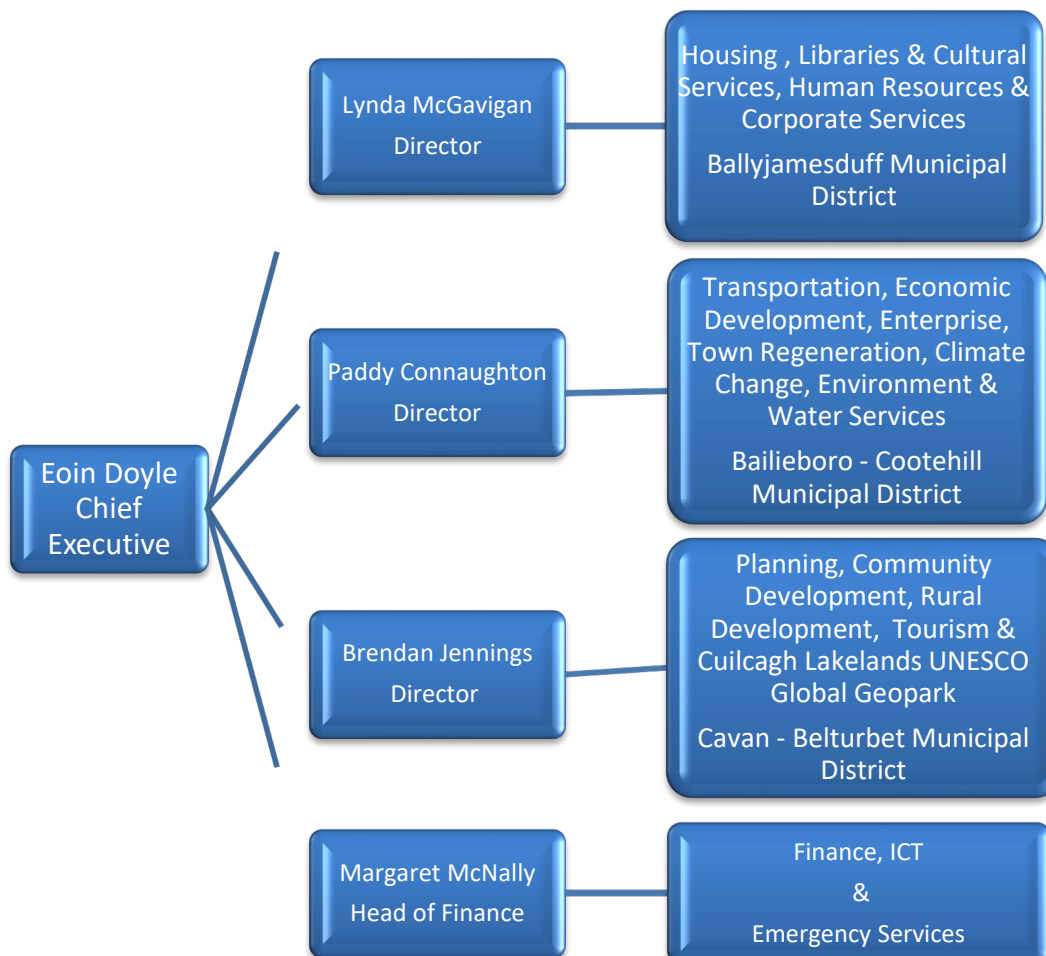 Eoin Doyle
Chief
Executive
Lynda McGavigan
Director
Housing , Libraries & Cultural
Services, Human Resources &
Corporate Services
Ballyjamesduff Municipal
District
Paddy Connaughton
Director
Transportation, Economic
Development, Enterprise,
Town Regeneration, Climate
Change, Environment &
Water Services
Bailieboro - Cootehill
Municipal District
Brendan Jennings
Director
Planning, Community
Development, Rural
Development, Tourism &
Cuilcagh Lakelands UNESCO
Global Geopark
Cavan - Belturbet Municipal
District
Margaret McNally
Head of Finance
Finance, ICT
&
Emergency Services